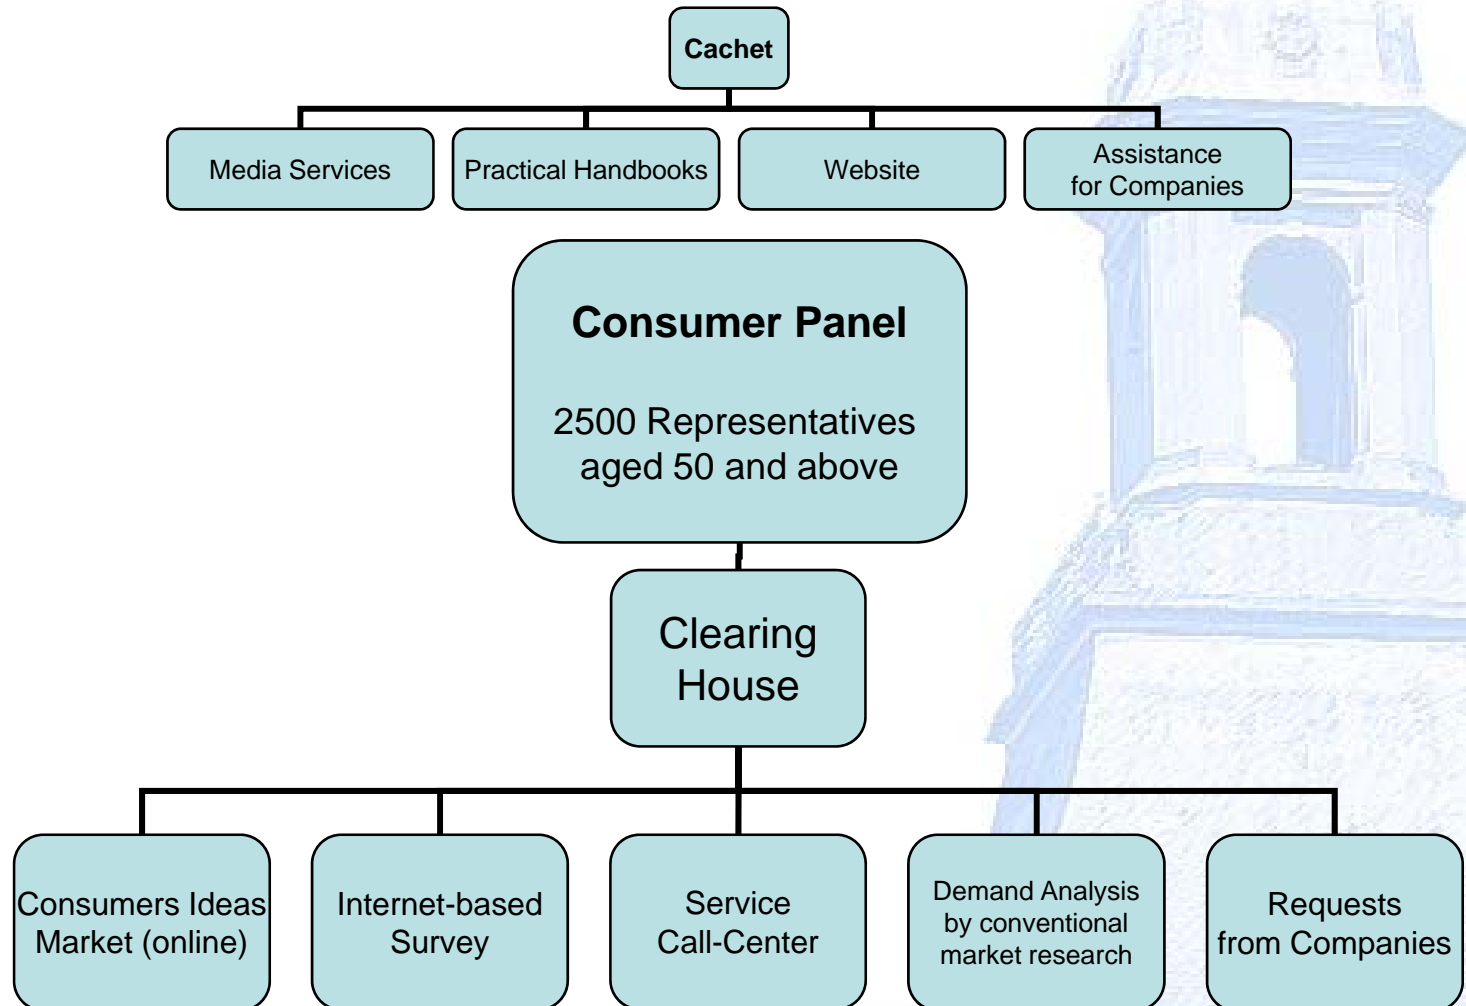 Cachet
Media Services
Practical Handbooks
Website
Assistance
for Companies
Consumer Panel
2500 Representatives
aged 50 and above
Clearing
House
Consumers Ideas
Market (online)
Internet-based
Survey
Service
Call-Center
Demand Analysis
by conventional
market research
Requests
from Companies